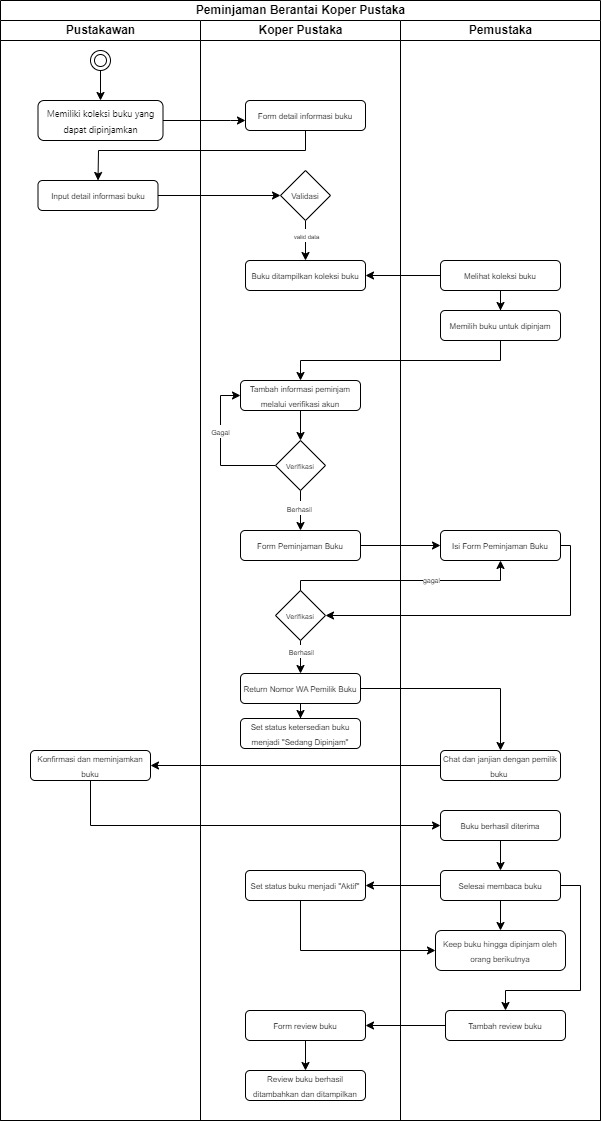 Peminjaman Berantai Koper Pustaka
Pustakawan
Koper Pustaka
Pemustaka
Memiliki koleksi buku yang
dapat dipinjamkan
Form detail informasi buku
Input detail informasi buku
Validasi
valid data
Buku ditampilkan koleksi buku
Melihat koleksi buku
Memilih buku untuk dipinjam
Tambah informasi peminjam
melalui verifikasi akun
Gagal
Verifikasi
Berhasil
Form Peminjaman Buku
Isi Form Peminjaman Buku
gagal
Verifikasi
Berhasil
Return Nomor WA Pemilik Buku
Set status ketersedian buku
menjadi "Sedang Dipinjam"
Konfirmasi dan meminjamkan
buku
Chat dan janjian dengan pemilik
buku
Buku berhasil diterima
Set status buku menjadi "Aktif"
Selesai membaca buku
Keep buku hingga dipinjam oleh
orang berikutnya
Form review buku
Tambah review buku
Review buku berhasil
ditambahkan dan ditampilkan